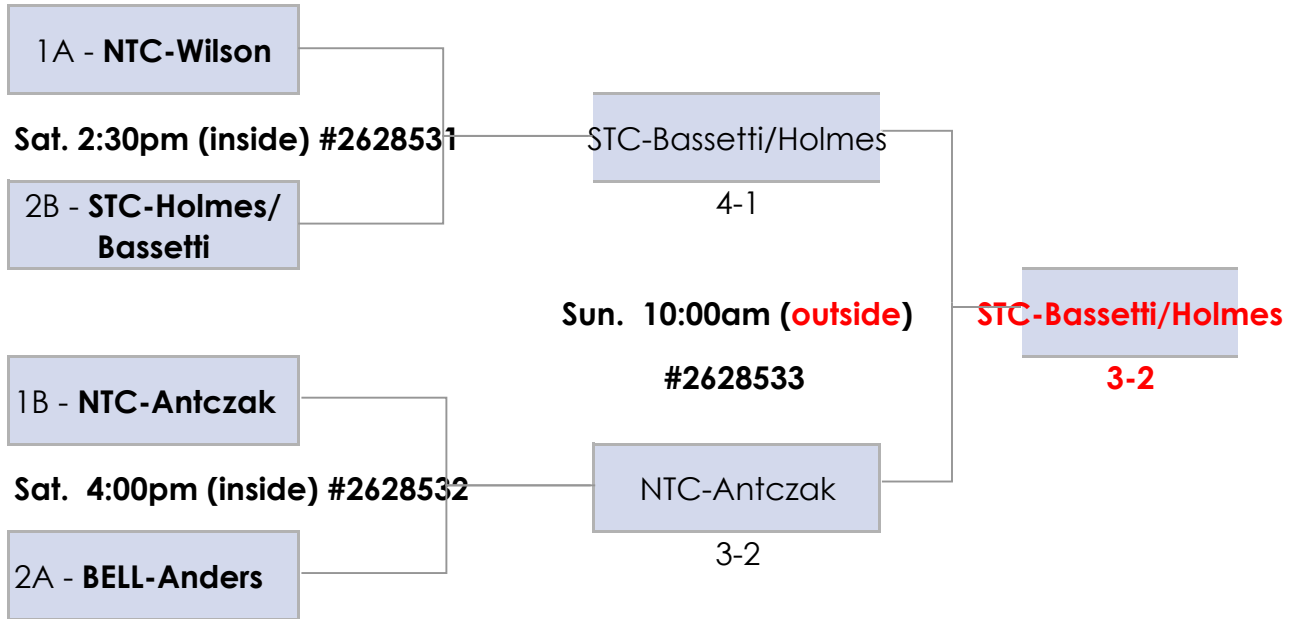 1A - NTC-Wilson
Sat. 2:30pm (inside) #2628531
2B - STC-Holmes/
Bassetti
STC-Bassetti/Holmes
4-1
Sun. 10:00am (outside)
#2628533
STC-Bassetti/Holmes
3-2
1B - NTC-Antczak
Sat. 4:00pm (inside) #2628532
2A - BELL-Anders
NTC-Antczak
3-2